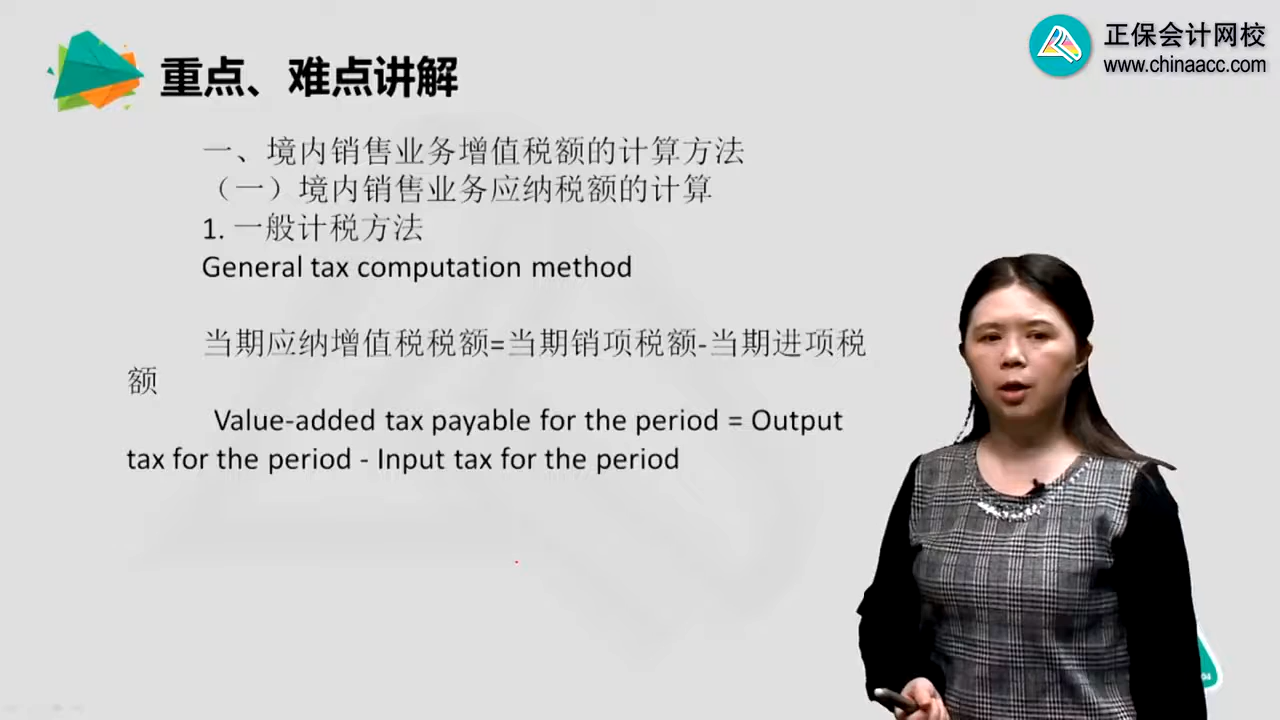 正保会计网校
www.chinaacc.com
重点、难点讲解
一、境内销售业务增值税额的计算方法
（一）境内销售业务应纳税额的计算
1. 一般计税方法
General tax computation method
当期应纳增值税税额=当期销项税额-当期进项税
额
Value-added tax payable for the period = Output
tax for the period - Input tax for the period